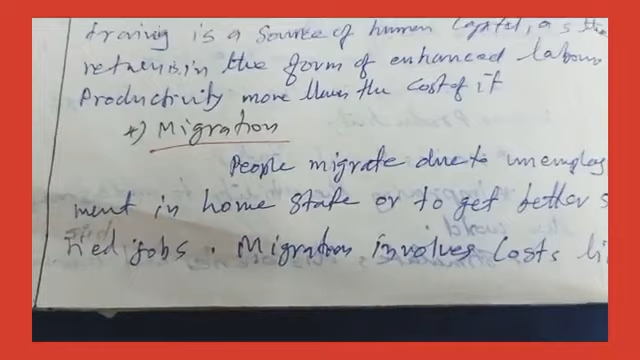 training is a source of human capital, as the
return is in the form of enhanced labour
Productivity more than the cost of it
*) Migration
People migrate due to unemploy
ment in home state or to get better s
ried jobs. Migration involves costs li